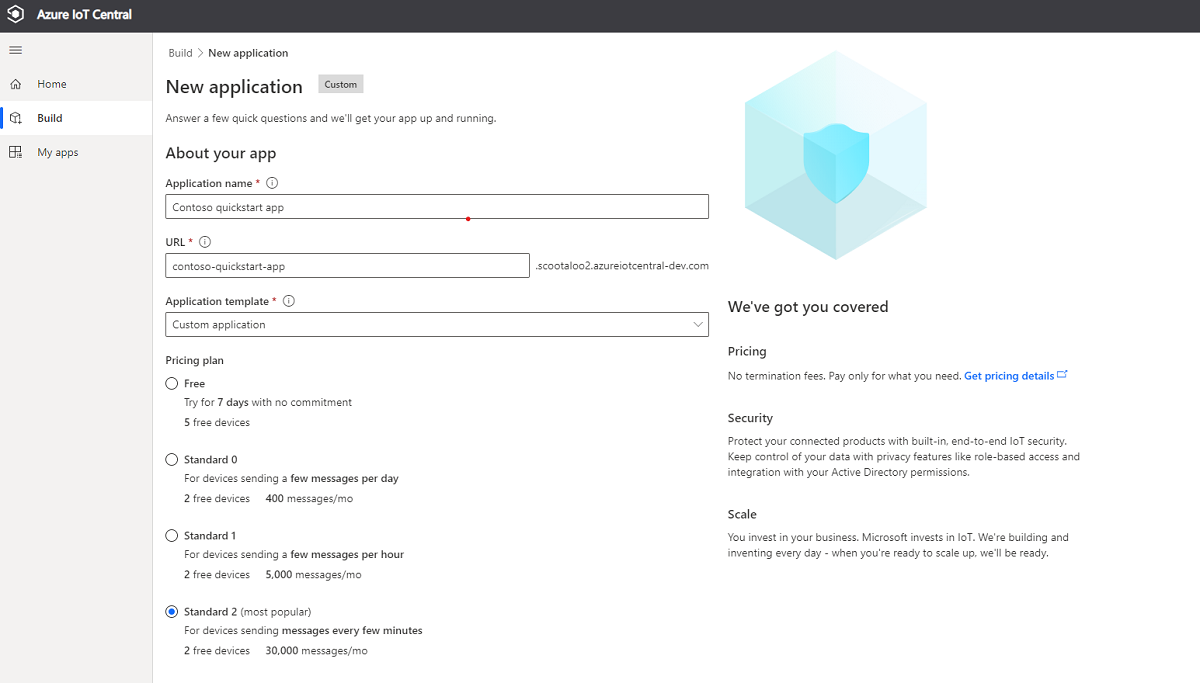 Azure IoT Central
Home
Build
My apps
Build > New application
New application Custom
Answer a few quick questions and we'll get your app up and running.
About your app
Application name *
Contoso quickstart app
URL *
contoso-quickstart-app .scootaloo2.azureiotcentral-dev.com
Application template *
Custom application
Pricing plan
Free
Try for 7 days with no commitment
5 free devices
Standard 0
For devices sending a few messages per day
2 free devices 400 messages/mo
Standard 1
For devices sending a few messages per hour
2 free devices 5,000 messages/mo
Standard 2 (most popular)
For devices sending messages every few minutes
2 free devices 30,000 messages/mo
We've got you covered
Pricing
No termination fees. Pay only for what you need. Get pricing details
Security
Protect your connected products with built-in, end-to-end IoT security.
Keep control of your data with privacy features like role-based access and
integration with your Active Directory permissions.
Scale
You invest in your business. Microsoft invests in IoT. We're building and
inventing every day - when you're ready to scale up, we'll be ready.